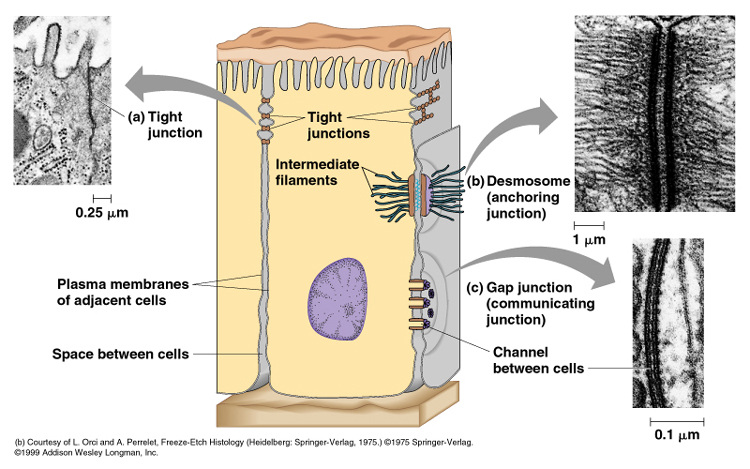 (a) Tight
junction
0.25 μm
Tight
junctions
Intermediate
filaments
(b) Desmosome
(anchoring
junction)
1 μm
Plasma membranes
of adjacent cells
(c) Gap junction
(communicating
junction)
Space between cells
Channel
between cells
0.1 μm
(b) Courtesy of L. Orci and A. Perrelet, Freeze-Etch Histology (Heidelberg: Springer-Verlag, 1975.) ©1975 Springer-Verlag.
©1999 Addison Wesley Longman, Inc.